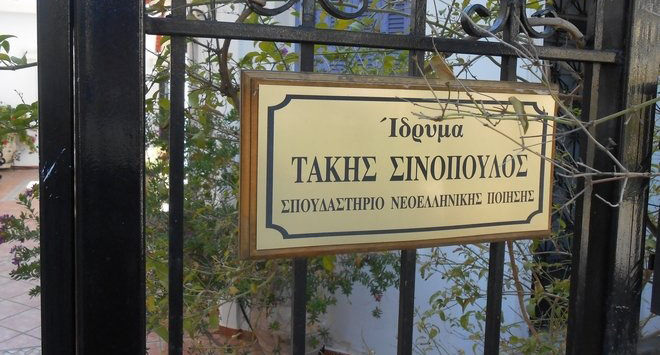 Ίδρυμα
ΤΑΚΗΣ ΣΙΝΟΠΟΥΛΟΣ
ΣΠΟΥΔΑΣΤΗΡΙΟ ΝΕΟΕΛΛΗΝΙΚΗΣ ΠΟΙΗΣΗΣ